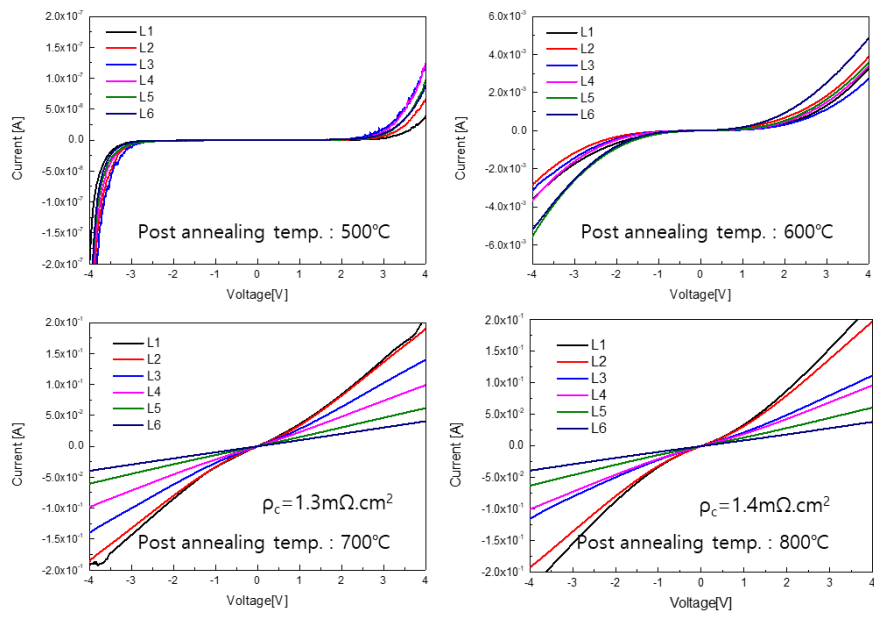 2.0x10⁻⁷
1.5x10⁻⁷
1.0x10⁻⁷
5.0x10⁻⁸
0.0
-5.0x10⁻⁸
-1.0x10⁻⁷
-1.5x10⁻⁷
-2.0x10⁻⁷
Current [A]
L1
L2
L3
L4
L5
L6
Post annealing temp. : 500℃
-4 -3 -2 -1 0 1 2 3 4
Voltage[V]
6.0x10⁻³
4.0x10⁻³
2.0x10⁻³
0.0
-2.0x10⁻³
-4.0x10⁻³
-6.0x10⁻³
Current [A]
L1
L2
L3
L4
L5
L6
Post annealing temp. : 600℃
-4 -3 -2 -1 0 1 2 3 4
Voltage[V]
2.0x10⁻¹
1.5x10⁻¹
1.0x10⁻¹
5.0x10⁻²
0.0
-5.0x10⁻²
-1.0x10⁻¹
-1.5x10⁻¹
-2.0x10⁻¹
Current [A]
L1
L2
L3
L4
L5
L6
ρc=1.3mΩ.cm²
Post annealing temp. : 700℃
-4 -3 -2 -1 0 1 2 3 4
Voltage[V]
2.0x10⁻¹
1.5x10⁻¹
1.0x10⁻¹
5.0x10⁻²
0.0
-5.0x10⁻²
-1.0x10⁻¹
-1.5x10⁻¹
-2.0x10⁻¹
Current [A]
L1
L2
L3
L4
L5
L6
ρc=1.4mΩ.cm²
Post annealing temp. : 800℃
-4 -3 -2 -1 0 1 2 3 4
Voltage[V]